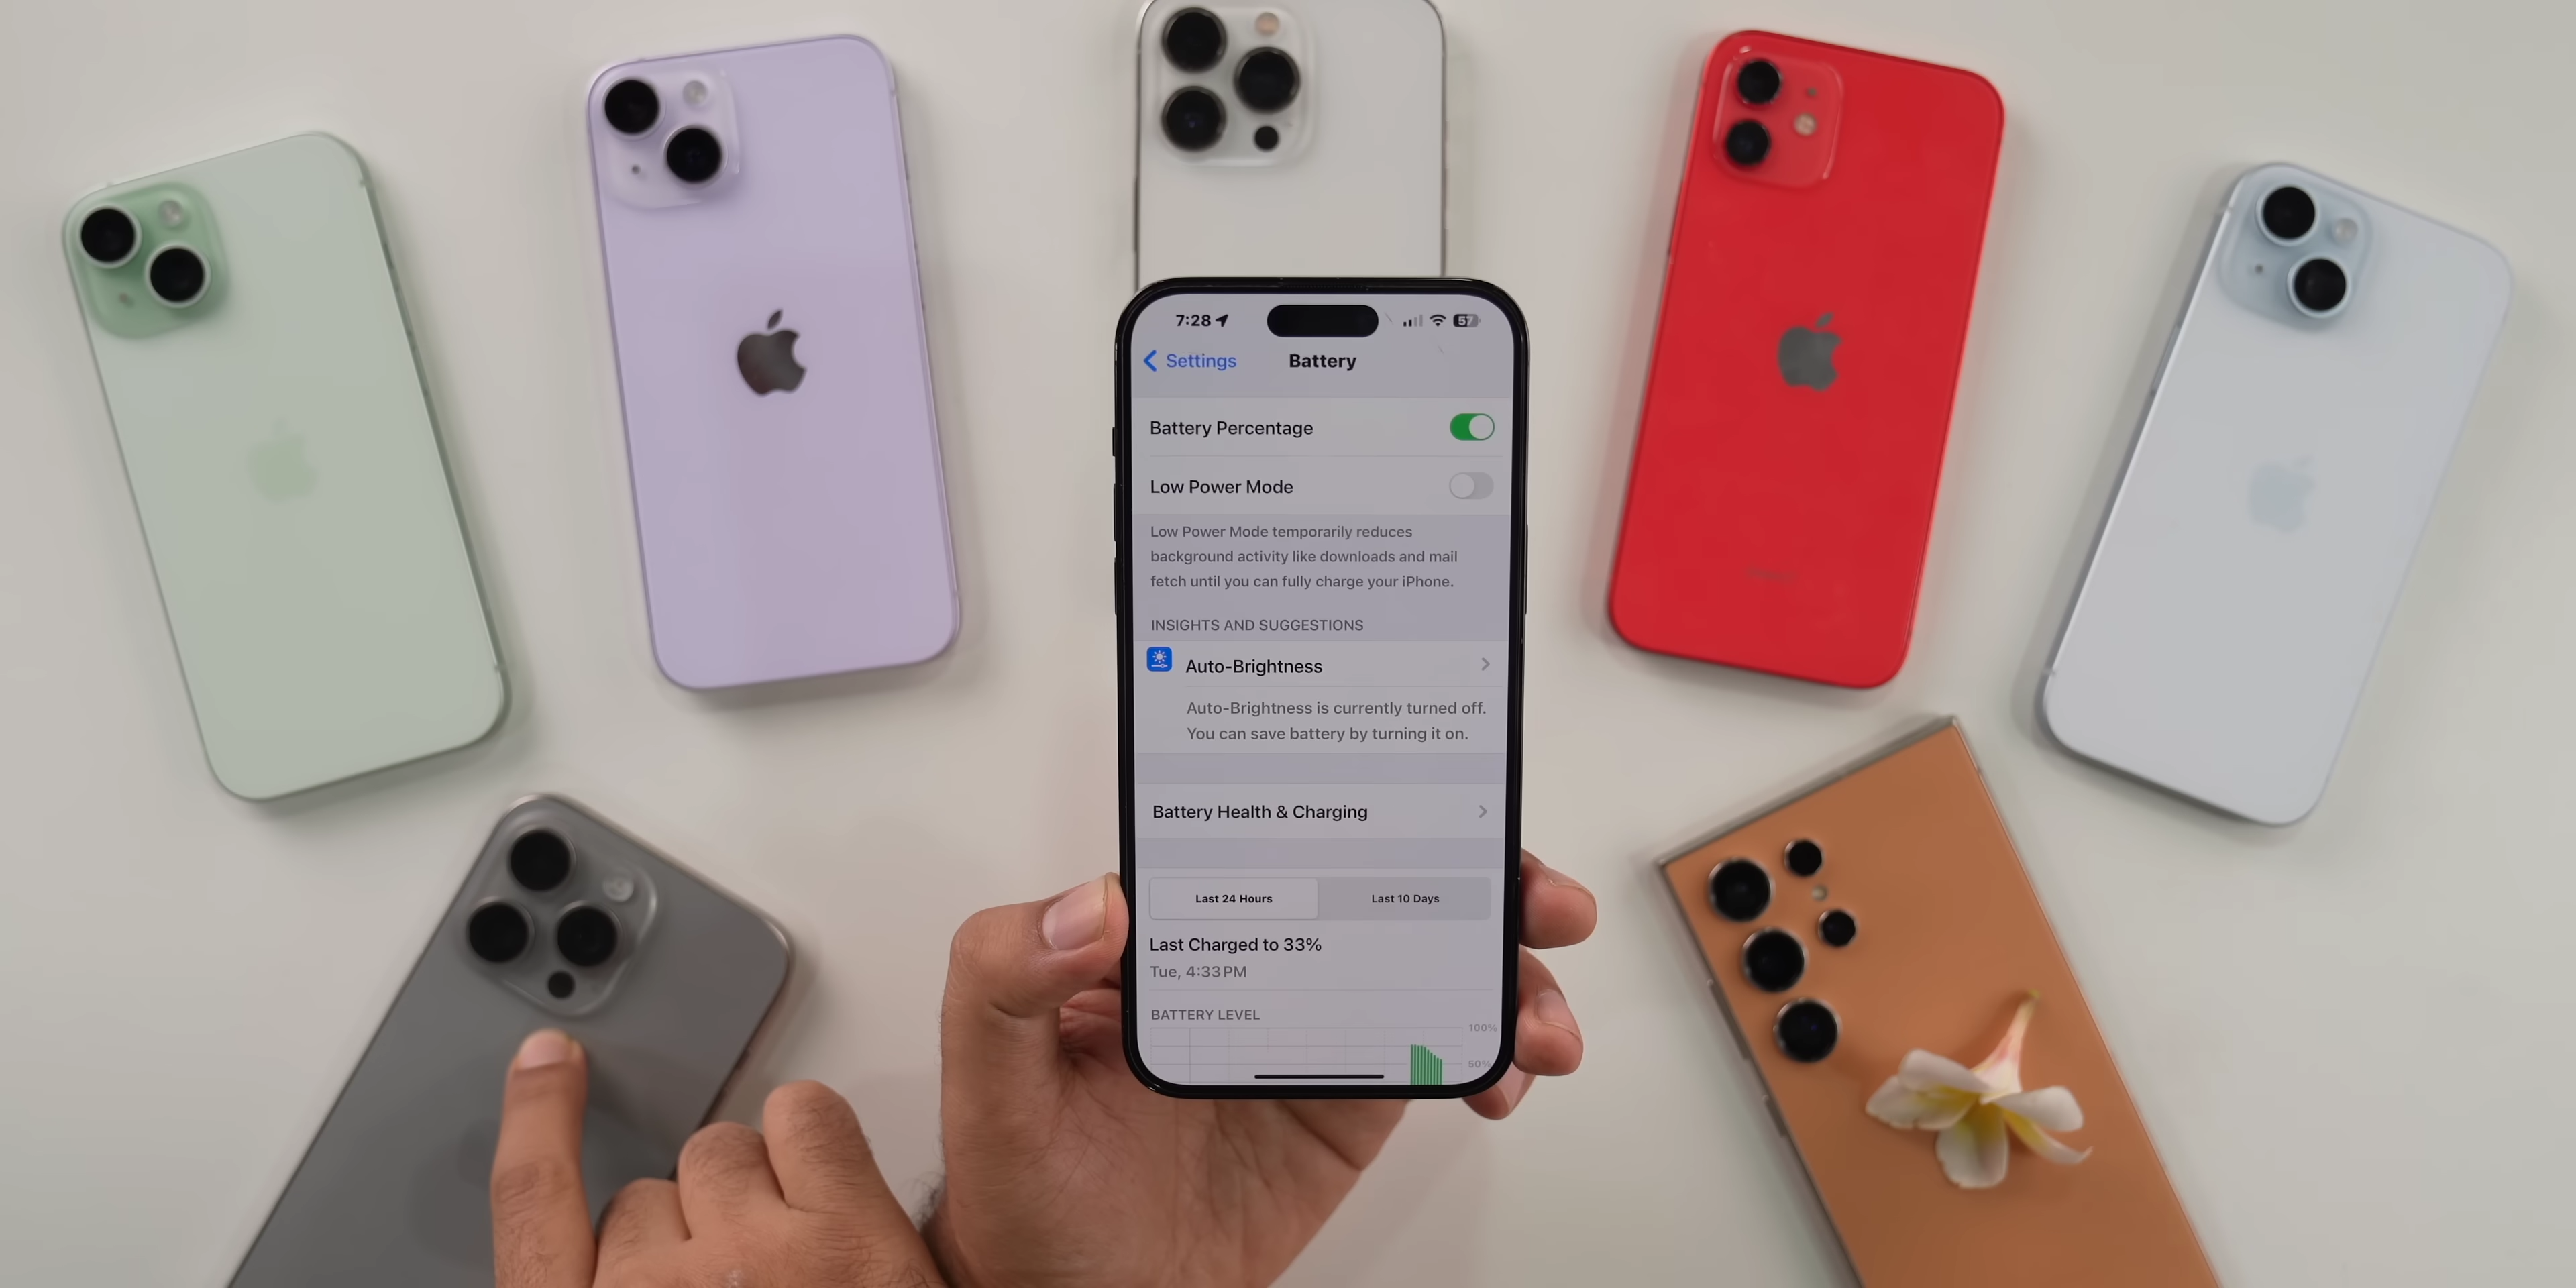 7:28
57
Settings
Battery
Battery Percentage
Low Power Mode
Low Power Mode temporarily reduces
background activity like downloads and mail
fetch until you can fully charge your iPhone.
INSIGHTS AND SUGGESTIONS
Auto-Brightness
Auto-Brightness is currently turned off.
You can save battery by turning it on.
Battery Health & Charging
Last 24 Hours
Last 10 Days
Last Charged to 33%
Tue, 4:33 PM
BATTERY LEVEL
100%
50%